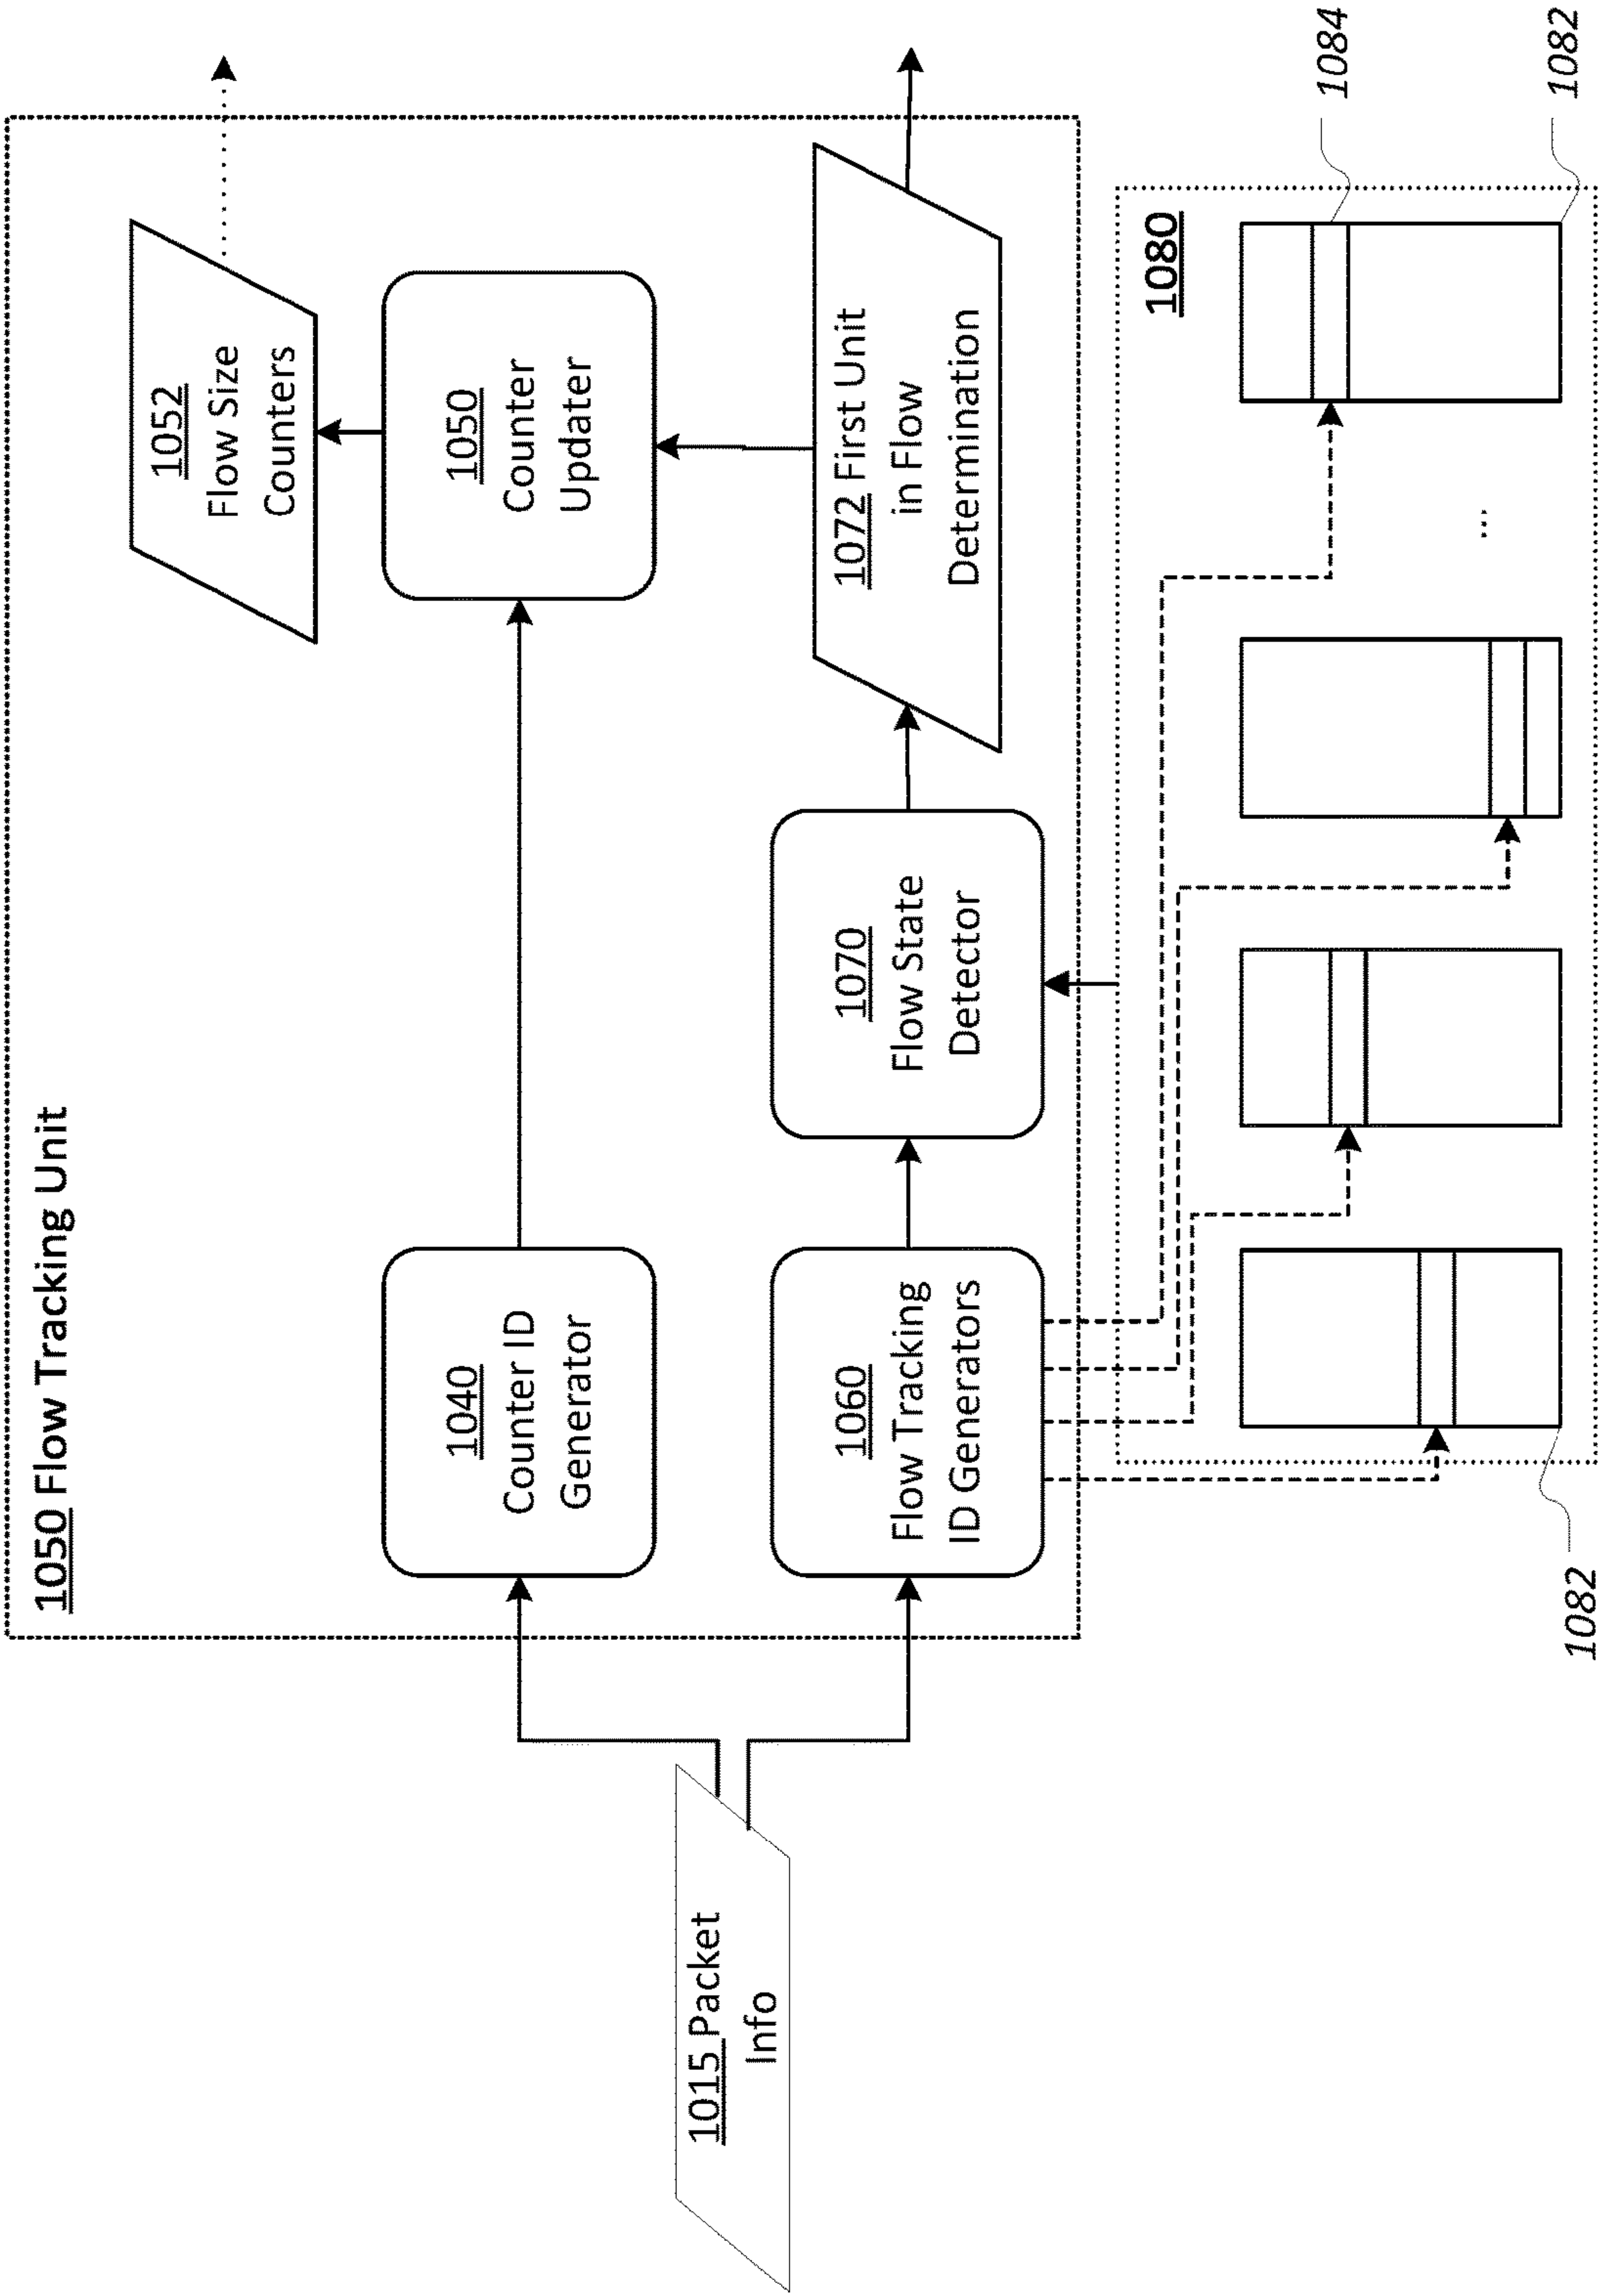 1050 Flow Tracking Unit
1052
Flow Size
Counters
1040
Counter ID
Generator
1050
Counter
Updater
1015 Packet
Info
1060
Flow Tracking
ID Generators
1070
Flow State
Detector
1072 First Unit
in Flow
Determination
1080
1084
...
1082
1082